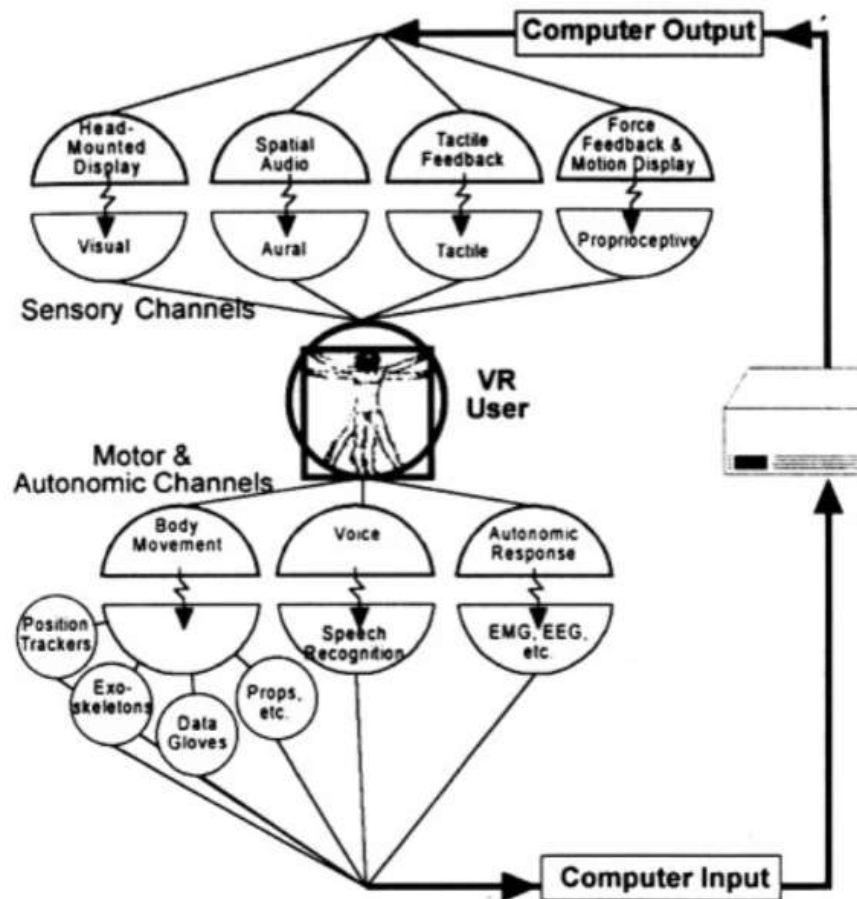 Computer Output
Head-
Mounted
Display
Spatial
Audio
Tactile
Feedback
Force
Feedback &
Motion Display
Visual
Aural
Tactile
Proprioceptive
Sensory Channels
VR
User
Motor &
Autonomic Channels
Body
Movement
Voice
Autonomic
Response
Position
Trackers
Speech
Recognition
EMG, EEG,
etc.
Exo-
skeletons
Data
Gloves
Props,
etc.
Computer Input